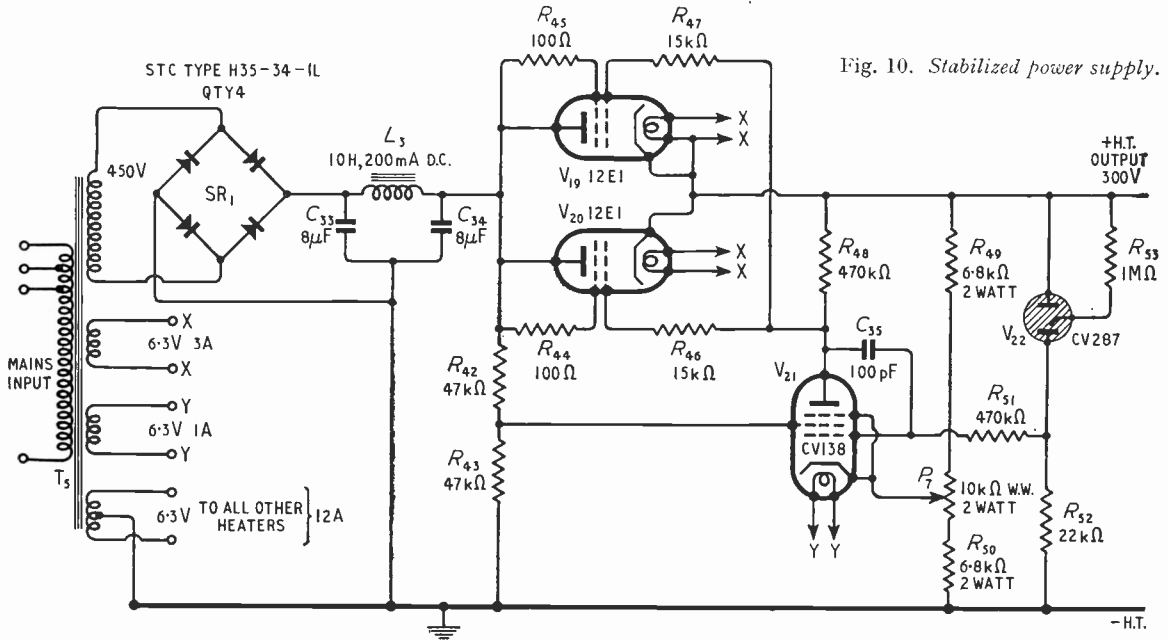 Fig. 10. Stabilized power supply.
STC TYPE H35-34-1L
QTY4
450V
SR1
L3
10H, 200mA D.C.
C33
8μF
C34
8μF
R45
100Ω
R47
15kΩ
V19 12E1
X
X
V20 12E1
X
X
R44
100Ω
R46
15kΩ
R42
47kΩ
R43
47kΩ
+H.T.
OUTPUT
300V
R48
470kΩ
R49
6·8kΩ
2 WATT
R53
1MΩ
V22
CV287
C35
100pF
V21
CV138
Y Y
R51
470kΩ
P7
10kΩ W.W.
2 WATT
R50
6·8kΩ
2 WATT
R52
22kΩ
MAINS
INPUT
T5
X
6·3V 3A
X
Y
6·3V 1A
Y
6·3V
TO ALL OTHER
HEATERS
12A
-H.T.